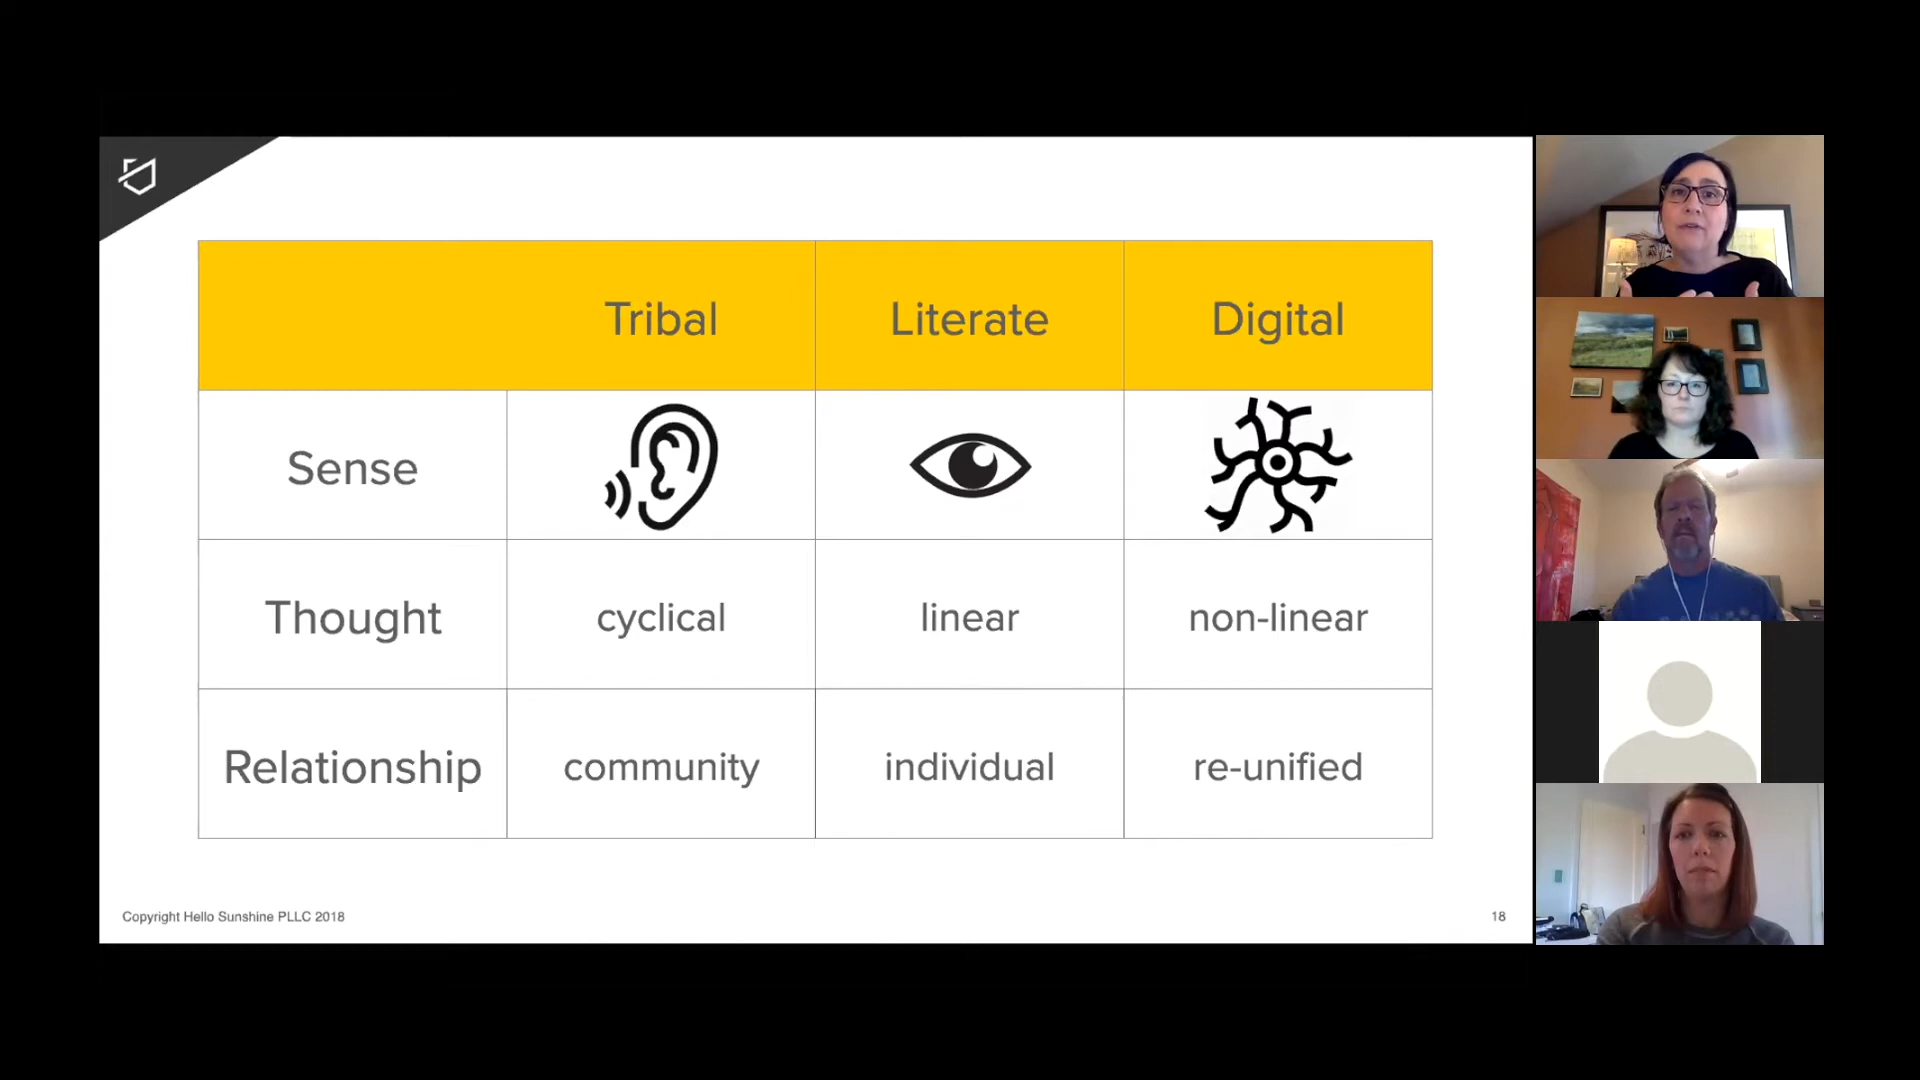 Tribal Literate Digital
Sense
Thought cyclical linear non-linear
Relationship community individual re-unified
Copyright Hello Sunshine PLLC 2018
18